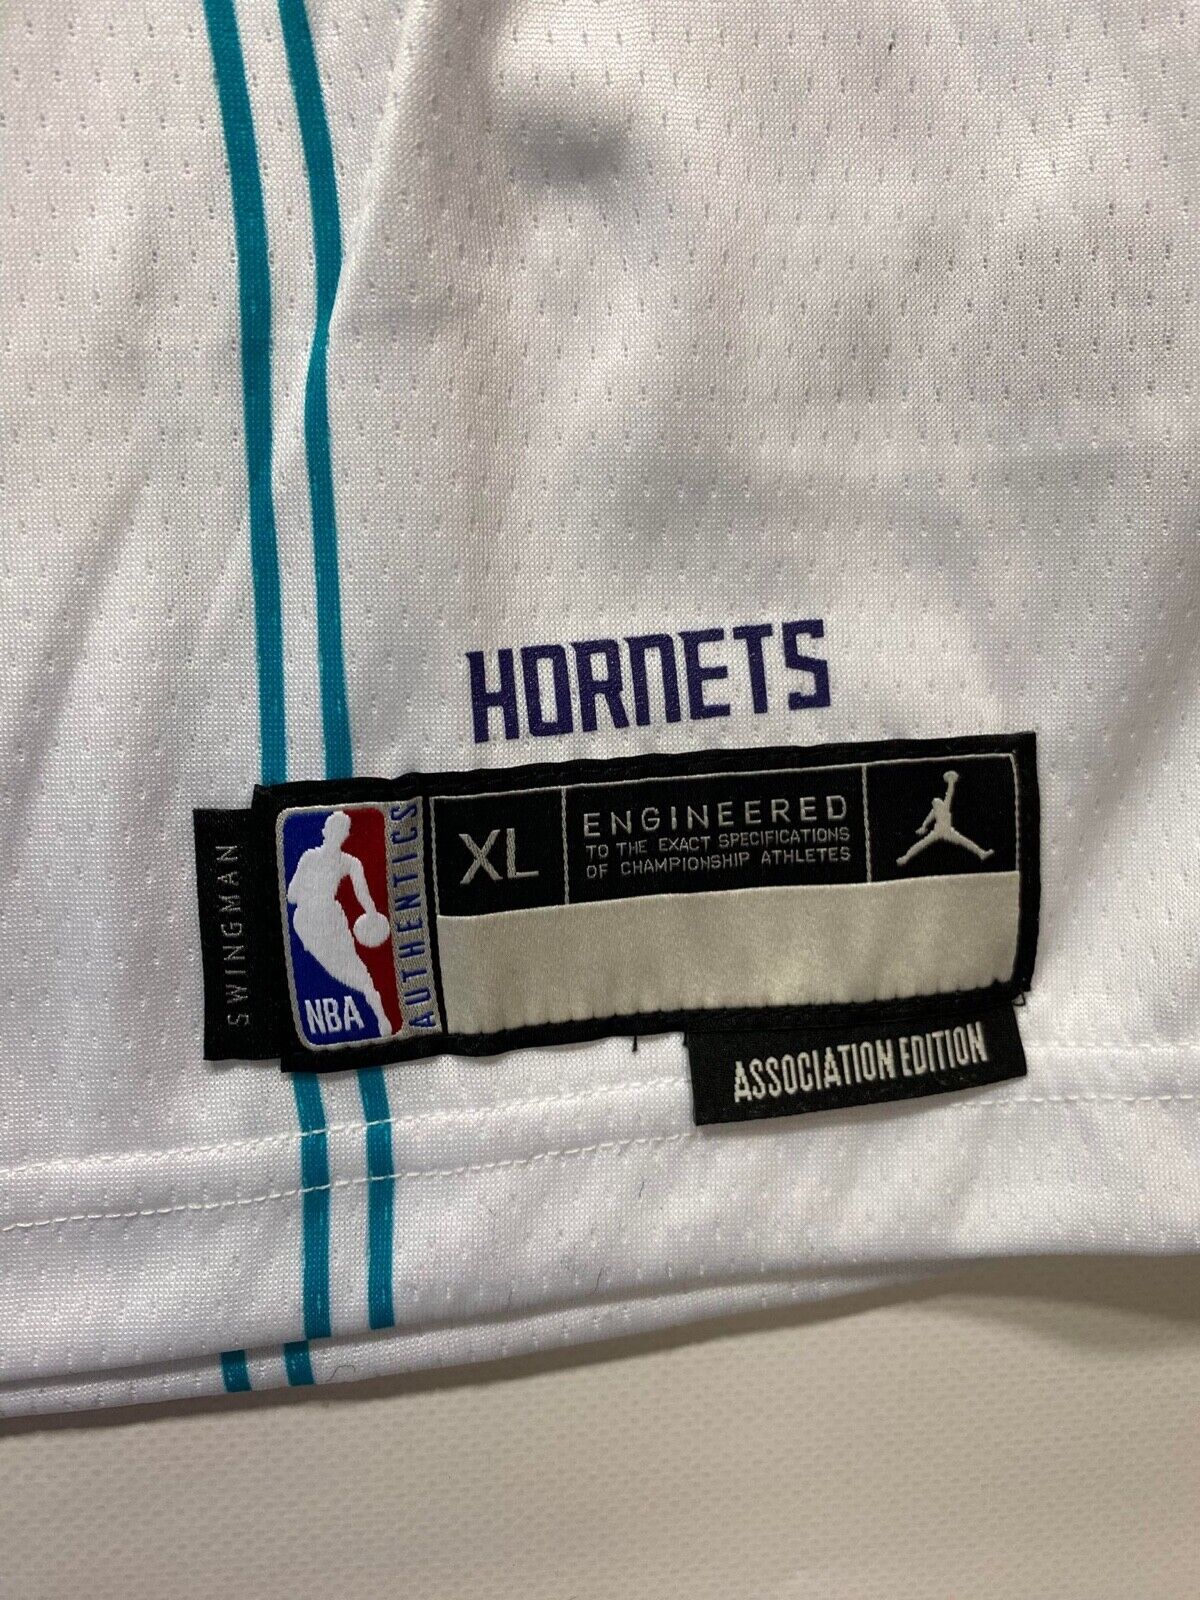 HORNETS
SWINGMAN
NBA
AUTHENTICS
XL
ENGINEERED
TO THE EXACT SPECIFICATIONS
OF CHAMPIONSHIP ATHLETES
ASSOCIATION EDITION